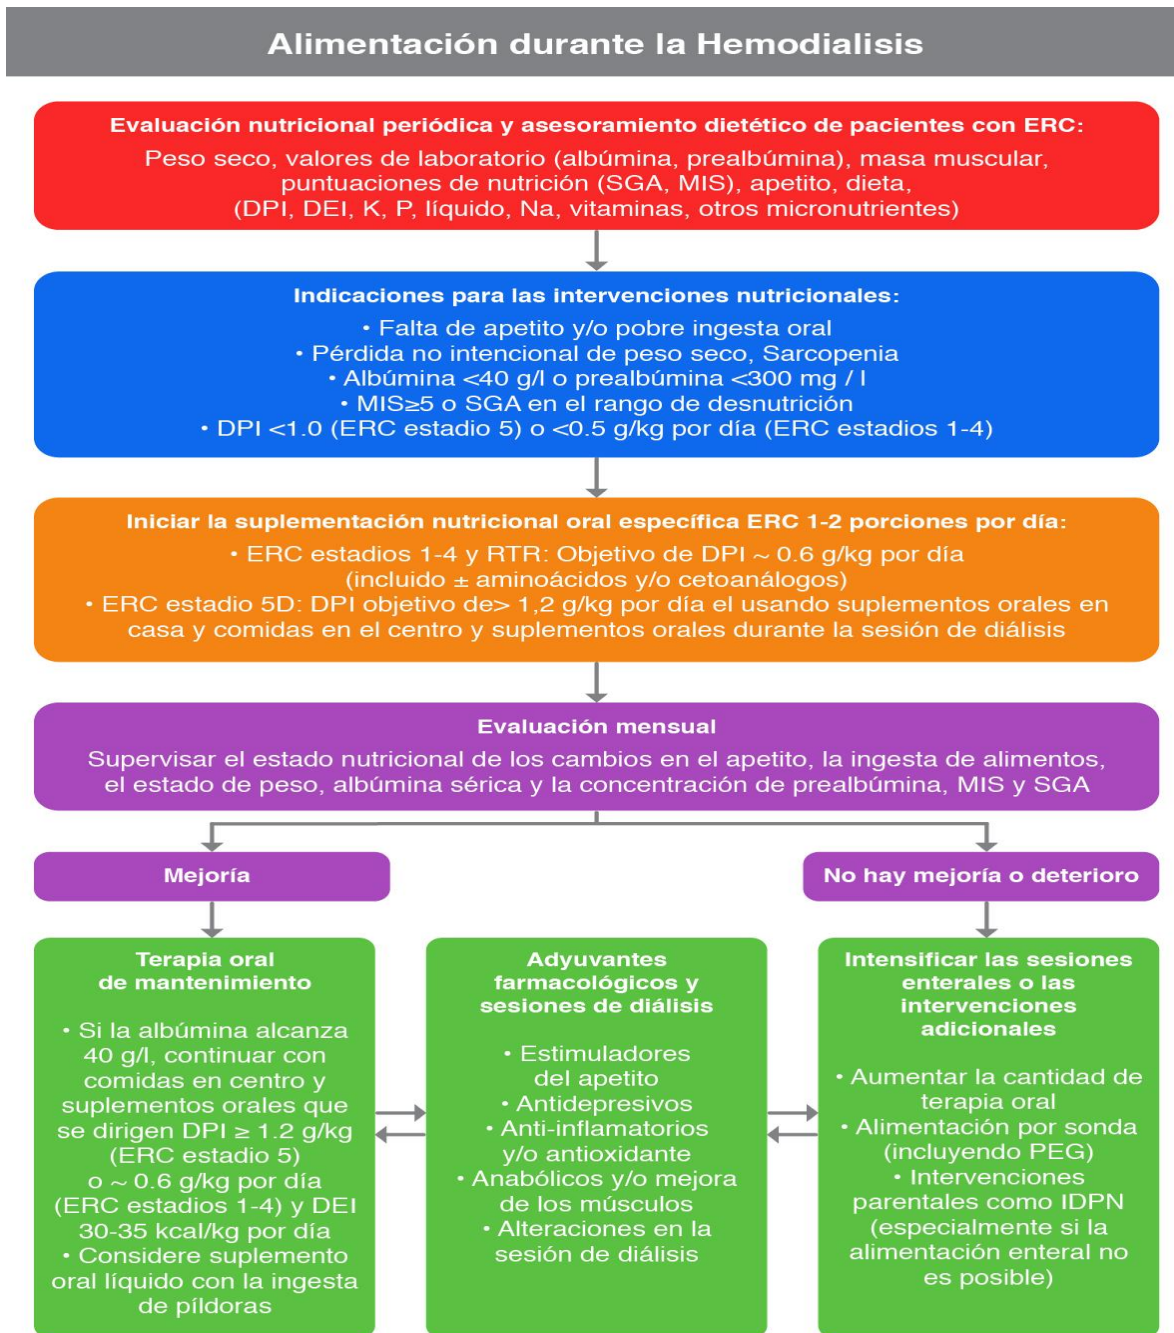 Alimentación durante la Hemodialisis
Evaluación nutricional periódica y asesoramiento dietético de pacientes con ERC:
Peso seco, valores de laboratorio (albúmina, prealbúmina), masa muscular,
puntuaciones de nutrición (SGA, MIS), apetito, dieta,
(DPI, DEI, K, P, líquido, Na, vitaminas, otros micronutrientes)
Indicaciones para las intervenciones nutricionales:
• Falta de apetito y/o pobre ingesta oral
• Pérdida no intencional de peso seco, Sarcopenia
• Albúmina <40 g/l o prealbúmina <300 mg / l
• MIS≥5 o SGA en el rango de desnutrición
• DPI <1.0 (ERC estadio 5) o <0.5 g/kg por día (ERC estadios 1-4)
Iniciar la suplementación nutricional oral específica ERC 1-2 porciones por día:
• ERC estadios 1-4 y RTR: Objetivo de DPI ~ 0.6 g/kg por día
(incluido ± aminoácidos y/o cetoanálogos)
• ERC estadio 5D: DPI objetivo de> 1,2 g/kg por día el usando suplementos orales en
casa y comidas en el centro y suplementos orales durante la sesión de diálisis
Evaluación mensual
Supervisar el estado nutricional de los cambios en el apetito, la ingesta de alimentos,
el estado de peso, albúmina sérica y la concentración de prealbúmina, MIS y SGA
Mejoría
No hay mejoría o deterioro
Terapia oral
de mantenimiento
• Si la albúmina alcanza
40 g/l, continuar con
comidas en centro y
suplementos orales que
se dirigen DPI ≥ 1.2 g/kg
(ERC estadio 5)
o ~ 0.6 g/kg por día
(ERC estadios 1-4) y DEI
30-35 kcal/kg por día
• Considere suplemento
oral líquido con la ingesta
de píldoras
Adyuvantes
farmacológicos y
sesiones de diálisis
• Estimuladores
del apetito
• Antidepresivos
• Anti-inflamatorios
y/o antioxidante
• Anabólicos y/o mejora
de los músculos
• Alteraciones en la
sesión de diálisis
Intensificar las sesiones
enterales o las
intervenciones
adicionales
• Aumentar la cantidad de
terapia oral
• Alimentación por sonda
(incluyendo PEG)
• Intervenciones
parentales como IDPN
(especialmente si la
alimentación enteral no
es posible)